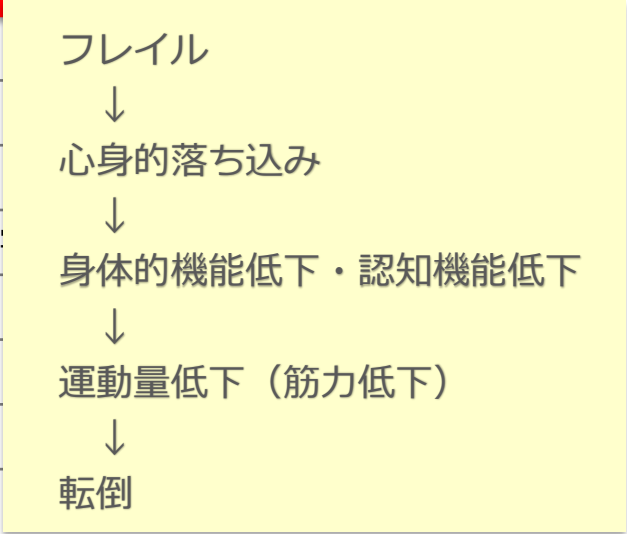 フレイル
↓
心身的落ち込み
↓
身体的機能低下・認知機能低下
↓
運動量低下（筋力低下）
↓
転倒